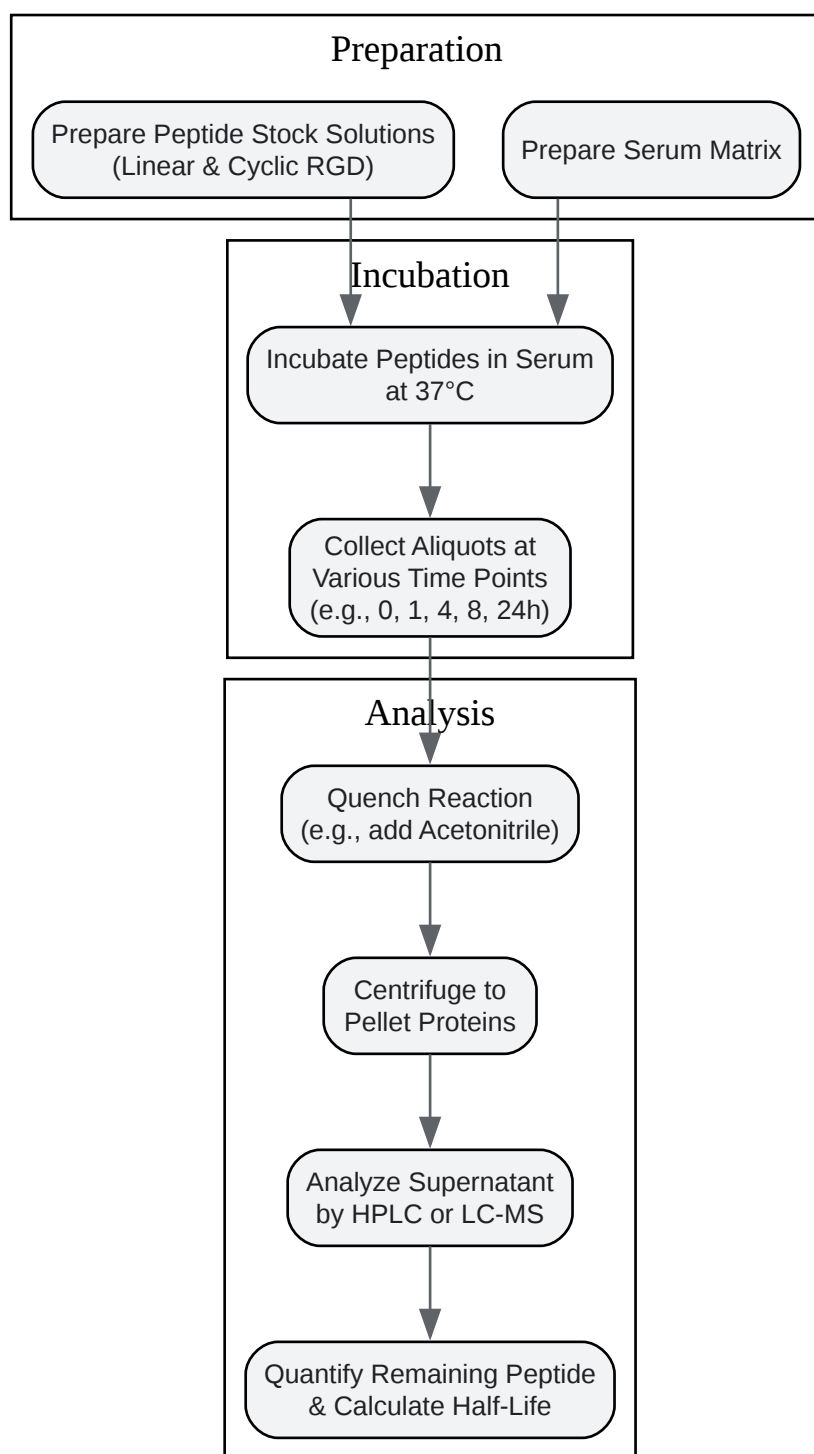 Preparation
Prepare Peptide Stock Solutions
(Linear & Cyclic RGD)
Prepare Serum Matrix
Incubation
Incubate Peptides in Serum
at 37°C
Collect Aliquots at
Various Time Points
(e.g., 0, 1, 4, 8, 24h)
Analysis
Quench Reaction
(e.g., add Acetonitrile)
Centrifuge to
Pellet Proteins
Analyze Supernatant
by HPLC or LC-MS
Quantify Remaining Peptide
& Calculate Half-Life